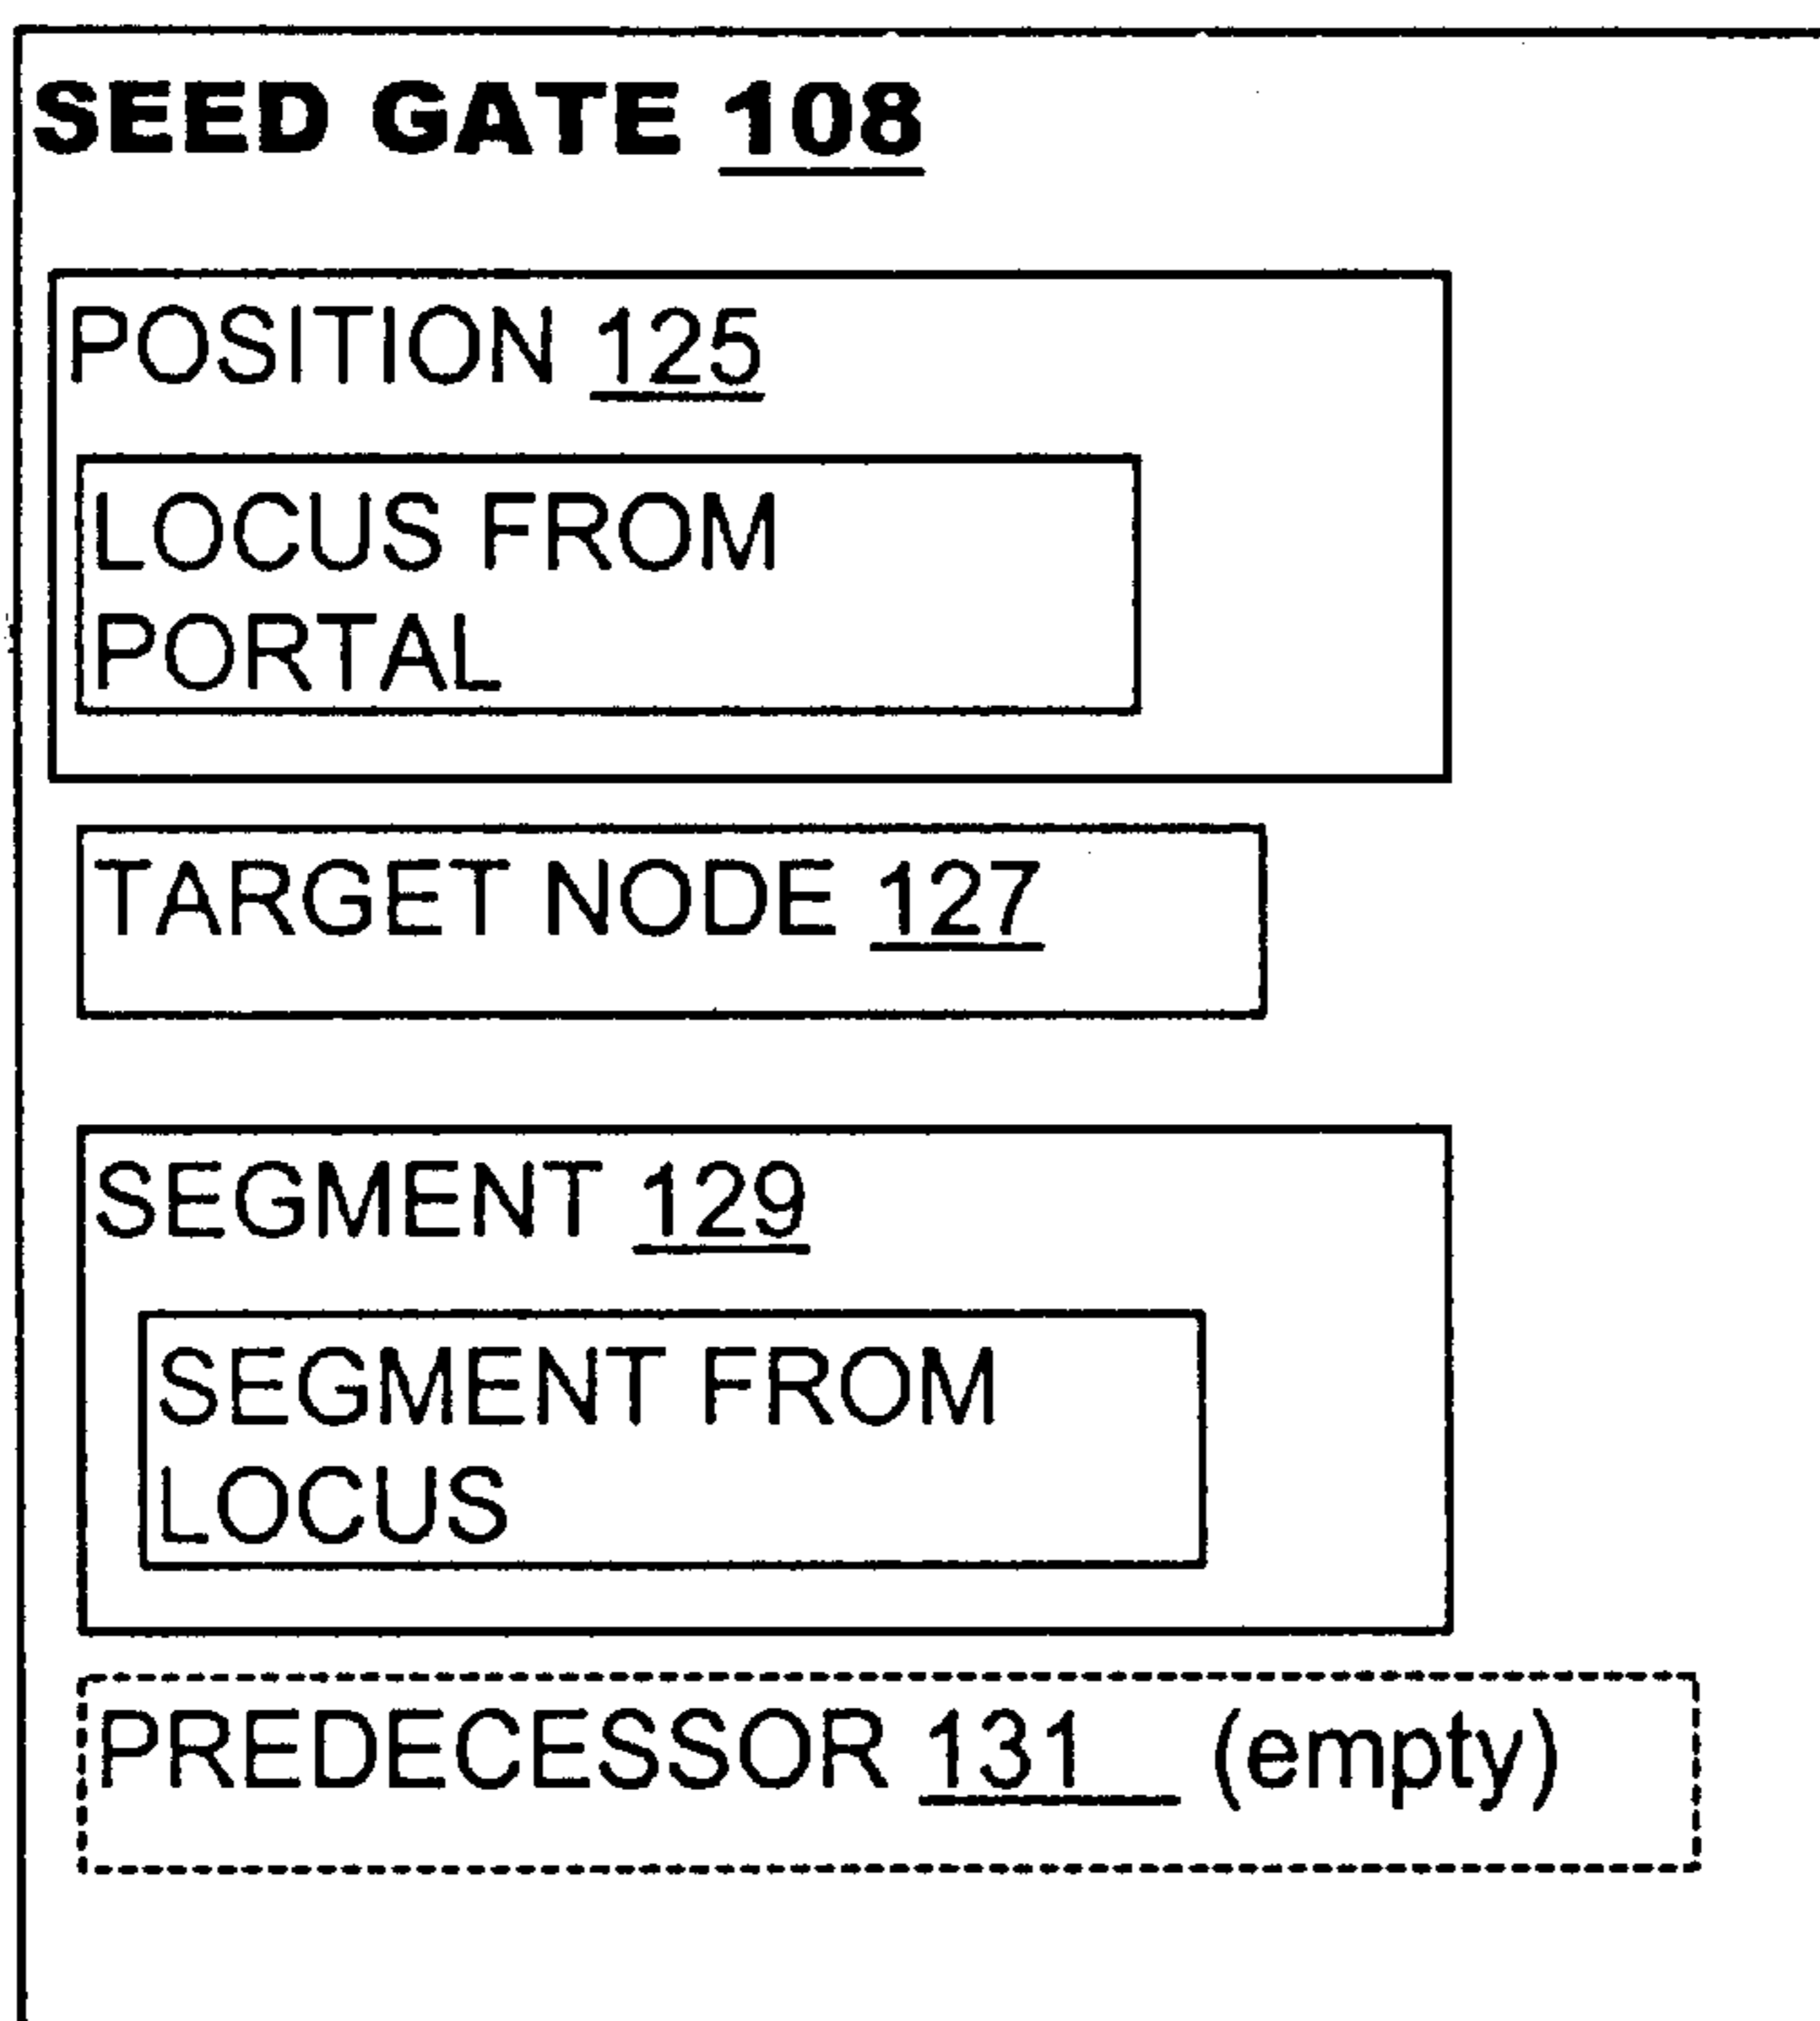 SEED GATE 108
POSITION 125
LOCUS FROM
PORTAL
TARGET NODE 127
SEGMENT 129
SEGMENT FROM
LOCUS
PREDECESSOR 131 (empty)